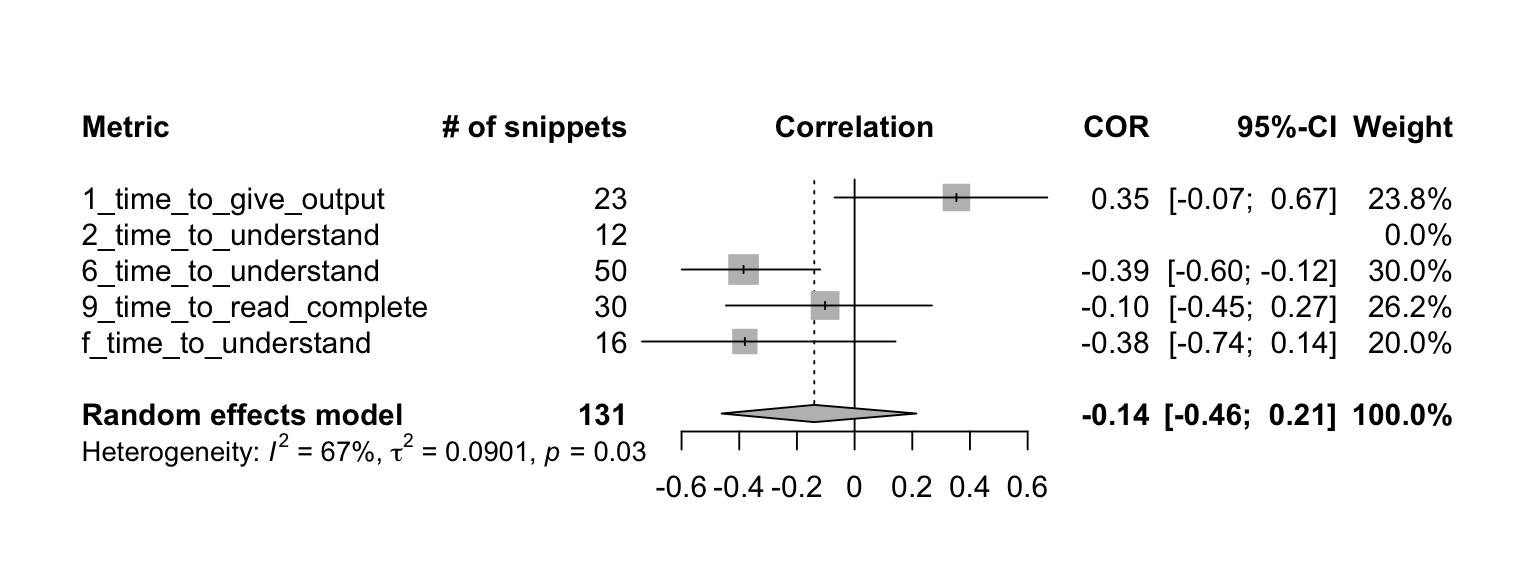 Metric # of snippets Correlation COR 95%-CI Weight
1_time_to_give_output 23 0.35 [-0.07; 0.67] 23.8%
2_time_to_understand 12 0.0%
6_time_to_understand 50 -0.39 [-0.60; -0.12] 30.0%
9_time_to_read_complete 30 -0.10 [-0.45; 0.27] 26.2%
f_time_to_understand 16 -0.38 [-0.74; 0.14] 20.0%
Random effects model 131 -0.14 [-0.46; 0.21] 100.0%
Heterogeneity: I² = 67%, τ² = 0.0901, p = 0.03
-0.6 -0.4 -0.2 0 0.2 0.4 0.6